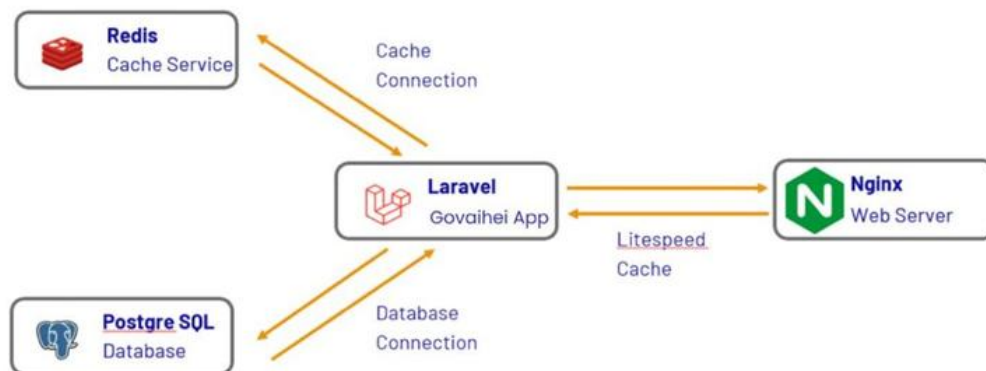 Redis
Cache Service
Cache
Connection
Laravel
Govaihei App
Nginx
Web Server
Litespeed
Cache
Postgre SQL
Database
Database
Connection